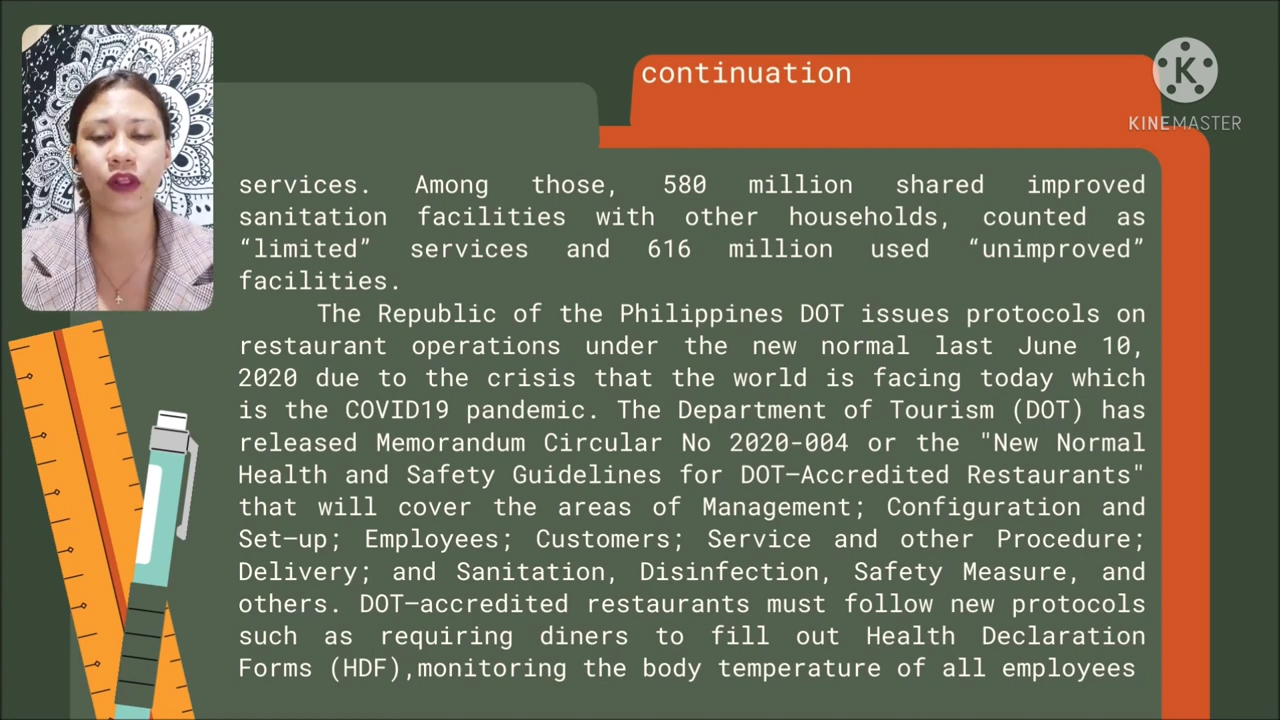 continuation
K
KINEMASTER
services. Among those, 580 million shared improved
sanitation facilities with other households, counted as
“limited” services and 616 million used “unimproved”
facilities.
The Republic of the Philippines DOT issues protocols on
restaurant operations under the new normal last June 10,
2020 due to the crisis that the world is facing today which
is the COVID19 pandemic. The Department of Tourism (DOT) has
released Memorandum Circular No 2020-004 or the "New Normal
Health and Safety Guidelines for DOT–Accredited Restaurants"
that will cover the areas of Management; Configuration and
Set–up; Employees; Customers; Service and other Procedure;
Delivery; and Sanitation, Disinfection, Safety Measure, and
others. DOT–accredited restaurants must follow new protocols
such as requiring diners to fill out Health Declaration
Forms (HDF),monitoring the body temperature of all employees